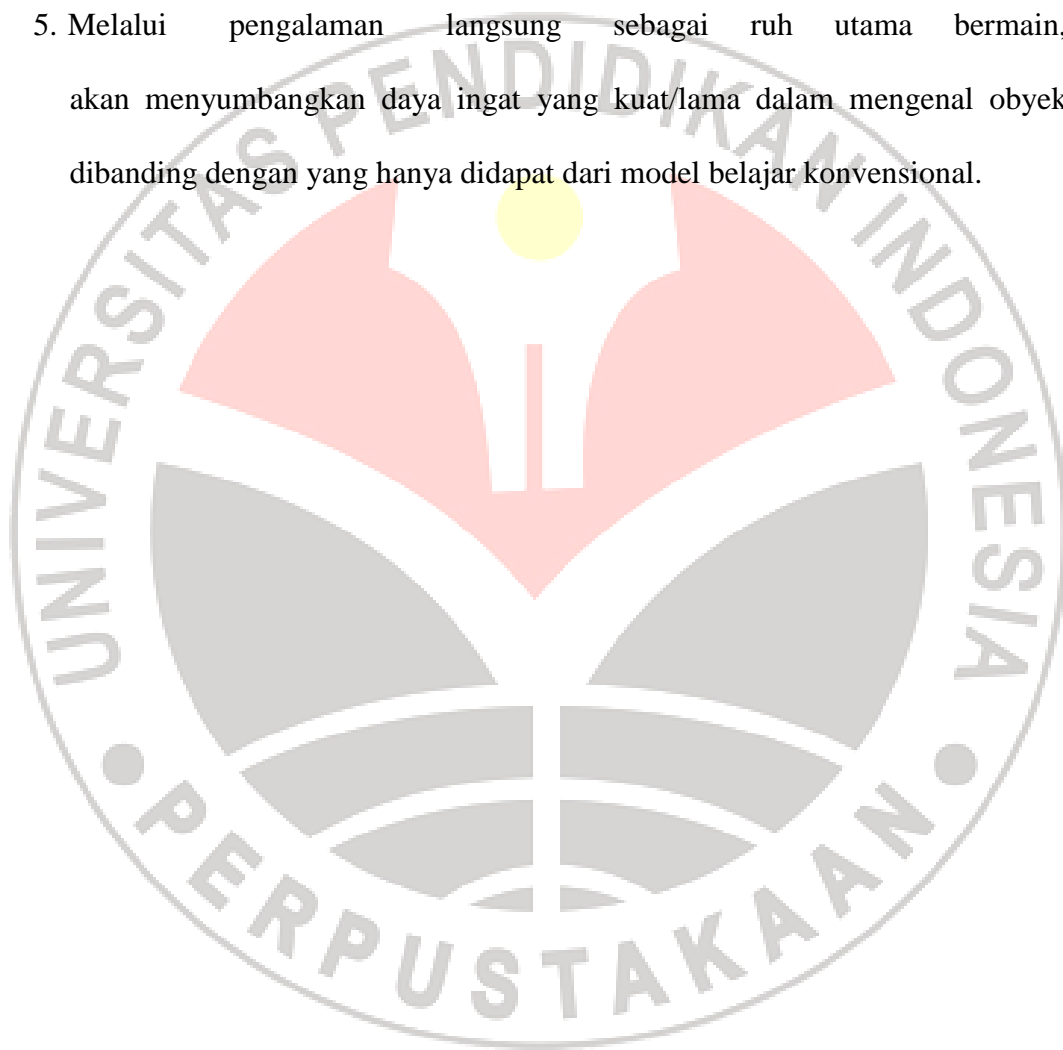 5. Melalui pengalaman langsung sebagai ruh utama bermain,
akan menyumbangkan daya ingat yang kuat/lama dalam mengenal obyek
dibanding dengan yang hanya didapat dari model belajar konvensional.
UNIVERSITAS PENDIDIKAN INDONESIA
PERPUSTAKAAN